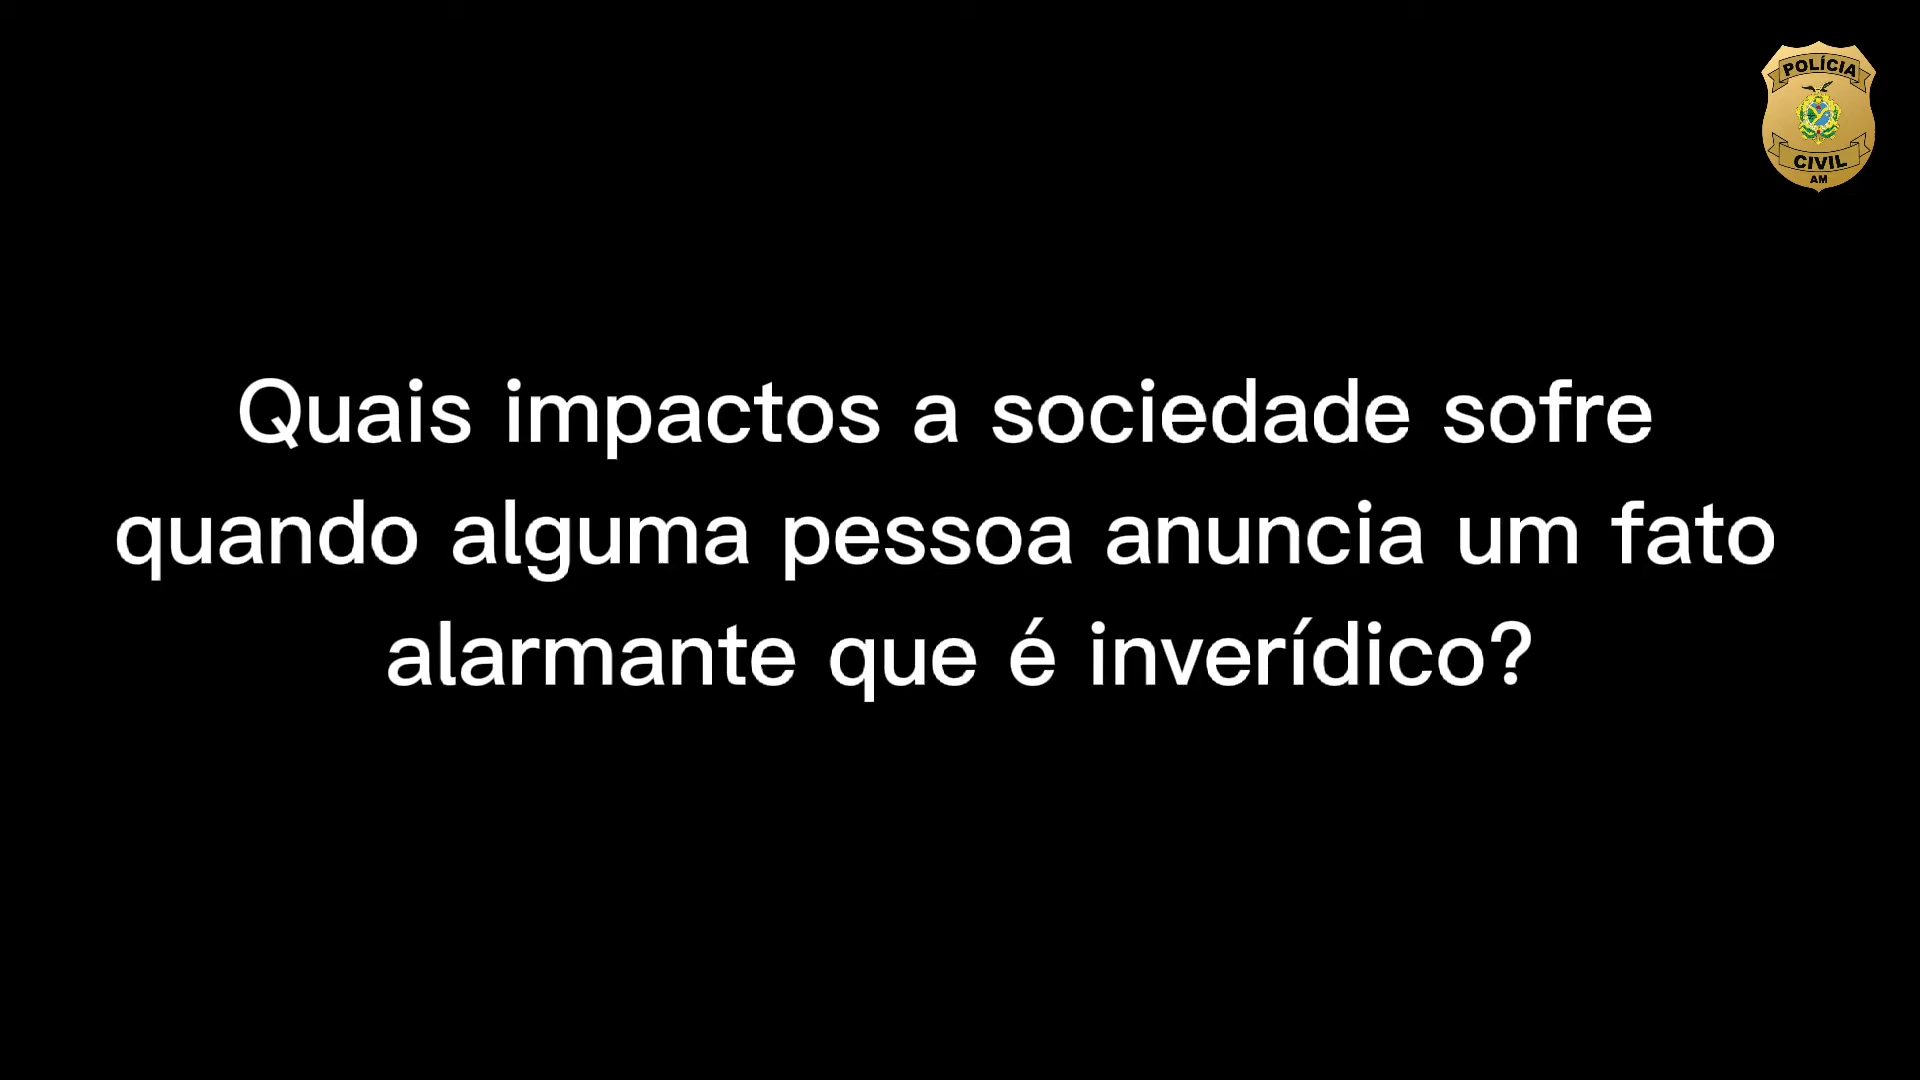 POLÍCIA
CIVIL
AM
Quais impactos a sociedade sofre
quando alguma pessoa anuncia um fato
alarmante que é inverídico?